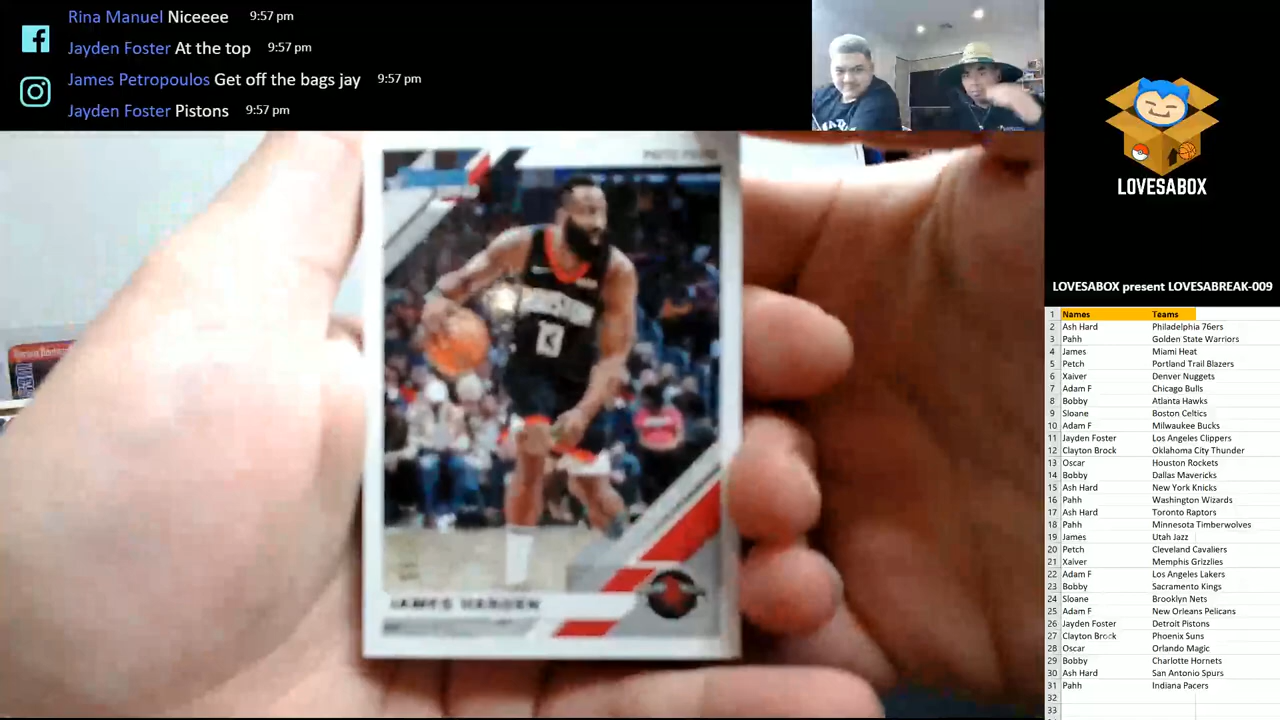 Rina Manuel Niceeee 9:57 pm
Jayden Foster At the top 9:57 pm
James Petropoulos Get off the bags jay 9:57 pm
Jayden Foster Pistons 9:57 pm
LOVESABOX
13
JAMES HARDEN
LOVESABOX present LOVESABREAK-009
1 Names Teams
2 Ash Hard Philadelphia 76ers
3 Pahh Golden State Warriors
4 James Miami Heat
5 Petch Portland Trail Blazers
6 Xaiver Denver Nuggets
7 Adam F Chicago Bulls
8 Bobby Atlanta Hawks
9 Sloane Boston Celtics
10 Adam F Milwaukee Bucks
11 Jayden Foster Los Angeles Clippers
12 Clayton Brock Oklahoma City Thunder
13 Oscar Houston Rockets
14 Bobby Dallas Mavericks
15 Ash Hard New York Knicks
16 Pahh Washington Wizards
17 Ash Hard Toronto Raptors
18 Pahh Minnesota Timberwolves
19 James Utah Jazz
20 Petch Cleveland Cavaliers
21 Xaiver Memphis Grizzlies
22 Adam F Los Angeles Lakers
23 Bobby Sacramento Kings
24 Sloane Brooklyn Nets
25 Adam F New Orleans Pelicans
26 Jayden Foster Detroit Pistons
27 Clayton Brock Phoenix Suns
28 Oscar Orlando Magic
29 Bobby Charlotte Hornets
30 Ash Hard San Antonio Spurs
31 Pahh Indiana Pacers
32
33